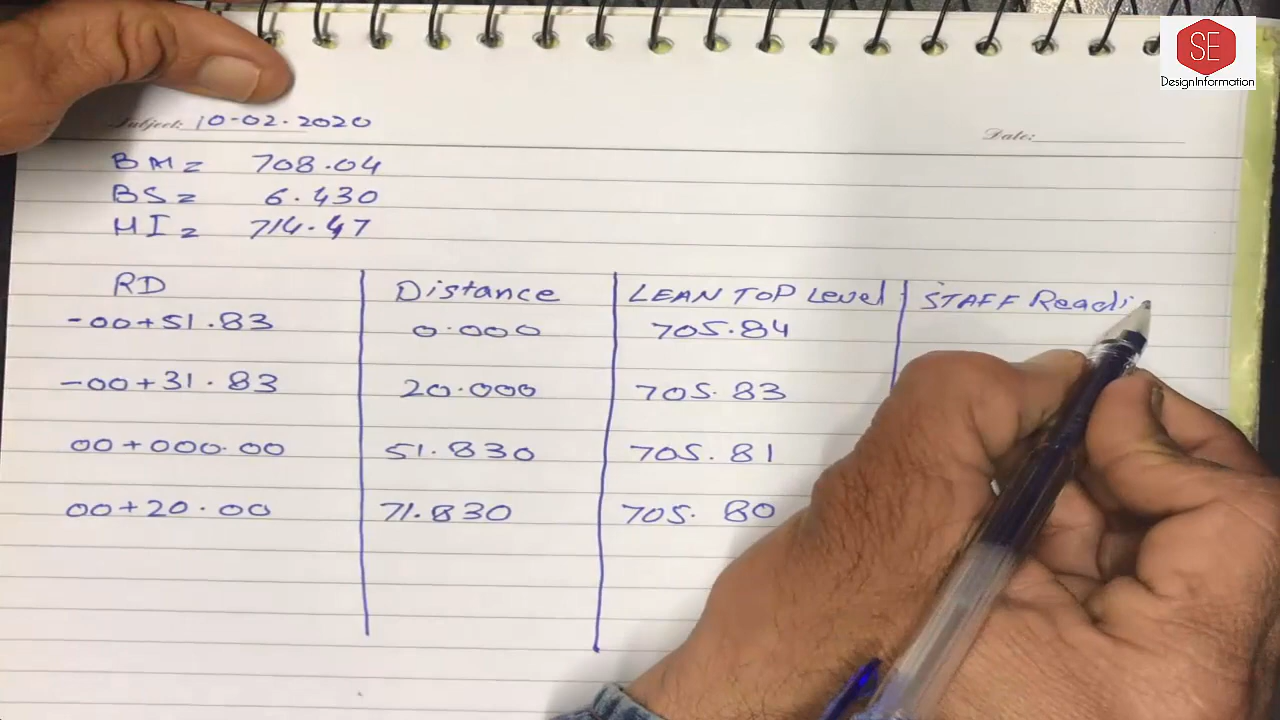 SE
DesignInformation
Subject: 10-02-2020
Date:
BM = 708.04
BS = 6.430
HI = 714.47
RD Distance LEAN TOP Level STAFF Readi
-00+51.83 0.000 705.84
-00+31.83 20.000 705.83
00+000.00 51.830 705.81
00+20.00 71.830 705.80